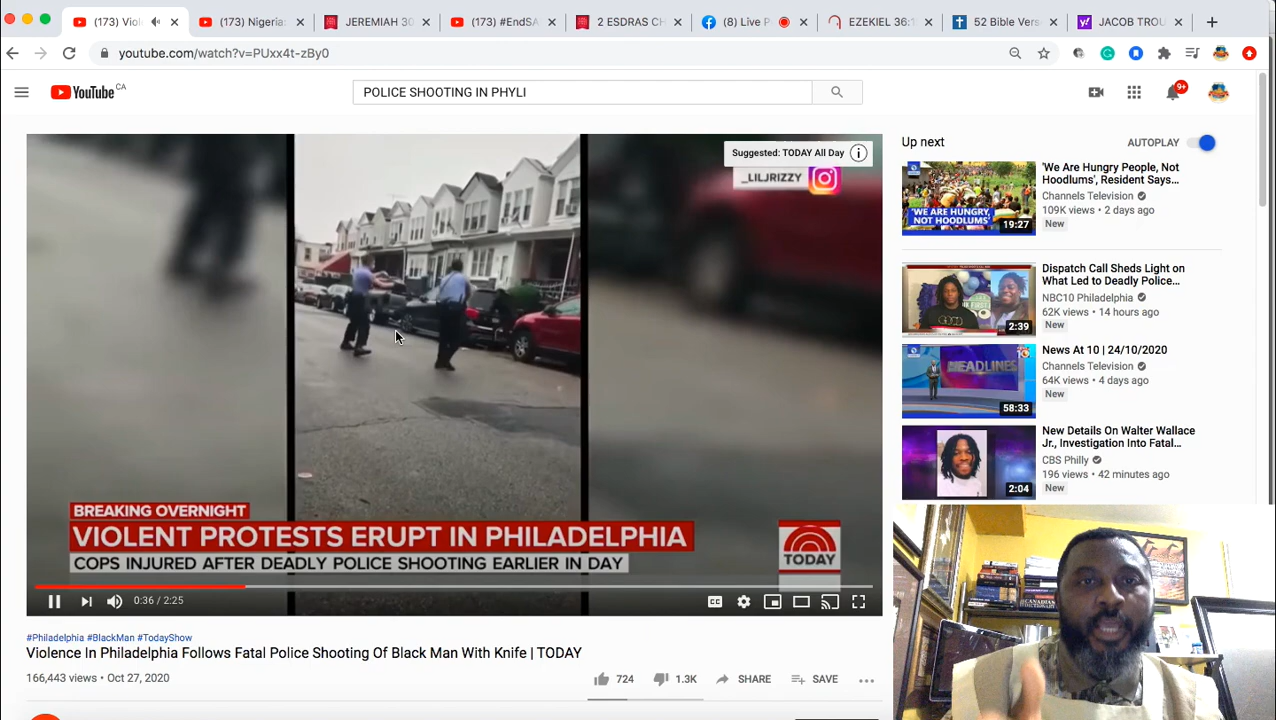 (173) Viol
(173) Nigeria:
JEREMIAH 30
(173) #EndSA
2 ESDRAS CH
(8) Live P
EZEKIEL 36:1
52 Bible Vers
JACOB TROU
youtube.com/watch?v=PUxx4t-zBy0
YouTube CA
POLICE SHOOTING IN PHYLI
9+
Suggested: TODAY All Day
_LILJRIZZY
BREAKING OVERNIGHT
VIOLENT PROTESTS ERUPT IN PHILADELPHIA
COPS INJURED AFTER DEADLY POLICE SHOOTING EARLIER IN DAY
TODAY
0:36 / 2:25
CC
#Philadelphia #BlackMan #TodayShow
Violence In Philadelphia Follows Fatal Police Shooting Of Black Man With Knife | TODAY
166,443 views • Oct 27, 2020
724
1.3K
SHARE
SAVE
Up next
AUTOPLAY
'WE ARE HUNGRY, NOT HOODLUMS'
19:27
'We Are Hungry People, Not
Hoodlums', Resident Says...
Channels Television
109K views • 2 days ago
New
2:39
Dispatch Call Sheds Light on
What Led to Deadly Police...
NBC10 Philadelphia
62K views • 14 hours ago
New
HEADLINES
58:33
News At 10 | 24/10/2020
Channels Television
64K views • 4 days ago
New
2:04
New Details On Walter Wallace
Jr., Investigation Into Fatal...
CBS Philly
196 views • 42 minutes ago
New
CANADIAN
DICTIONARY